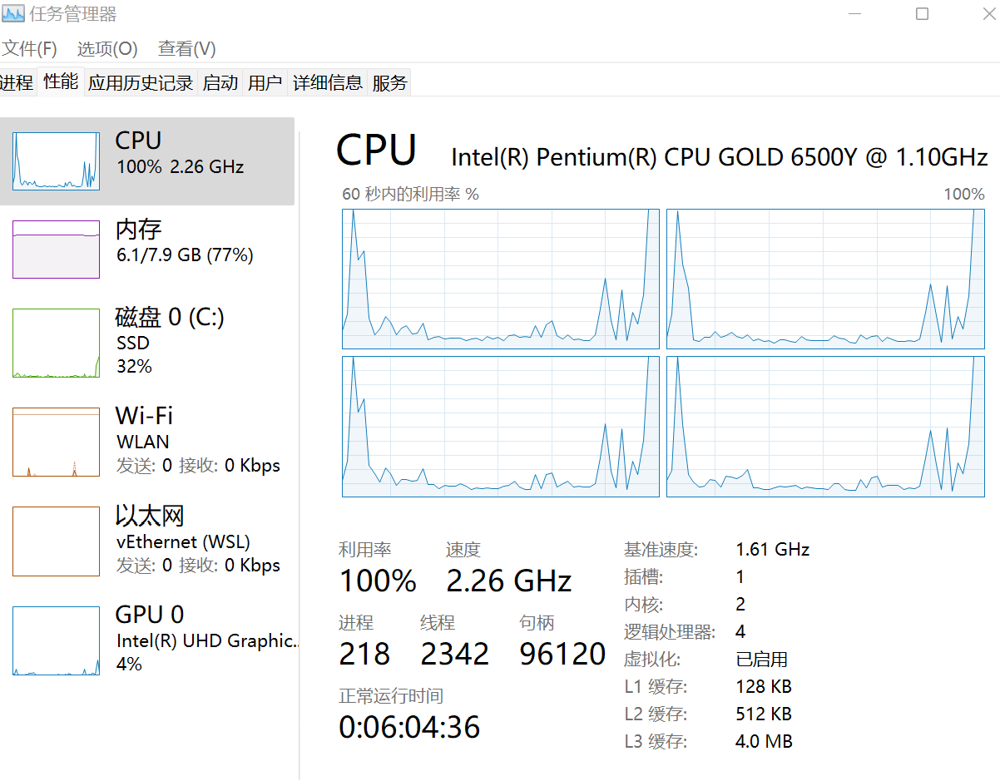 任务管理器
文件(F) 选项(O) 查看(V)
进程 性能 应用历史记录 启动 用户 详细信息 服务
CPU
100% 2.26 GHz
内存
6.1/7.9 GB (77%)
磁盘 0 (C:)
SSD
32%
Wi-Fi
WLAN
发送: 0 接收: 0 Kbps
以太网
vEthernet (WSL)
发送: 0 接收: 0 Kbps
GPU 0
Intel(R) UHD Graphic...
4%
CPU Intel(R) Pentium(R) CPU GOLD 6500Y @ 1.10GHz
60 秒内的利用率 % 100%
利用率 速度
100% 2.26 GHz
进程 线程 句柄
218 2342 96120
正常运行时间
0:06:04:36
基准速度: 1.61 GHz
插槽: 1
内核: 2
逻辑处理器: 4
虚拟化: 已启用
L1 缓存: 128 KB
L2 缓存: 512 KB
L3 缓存: 4.0 MB